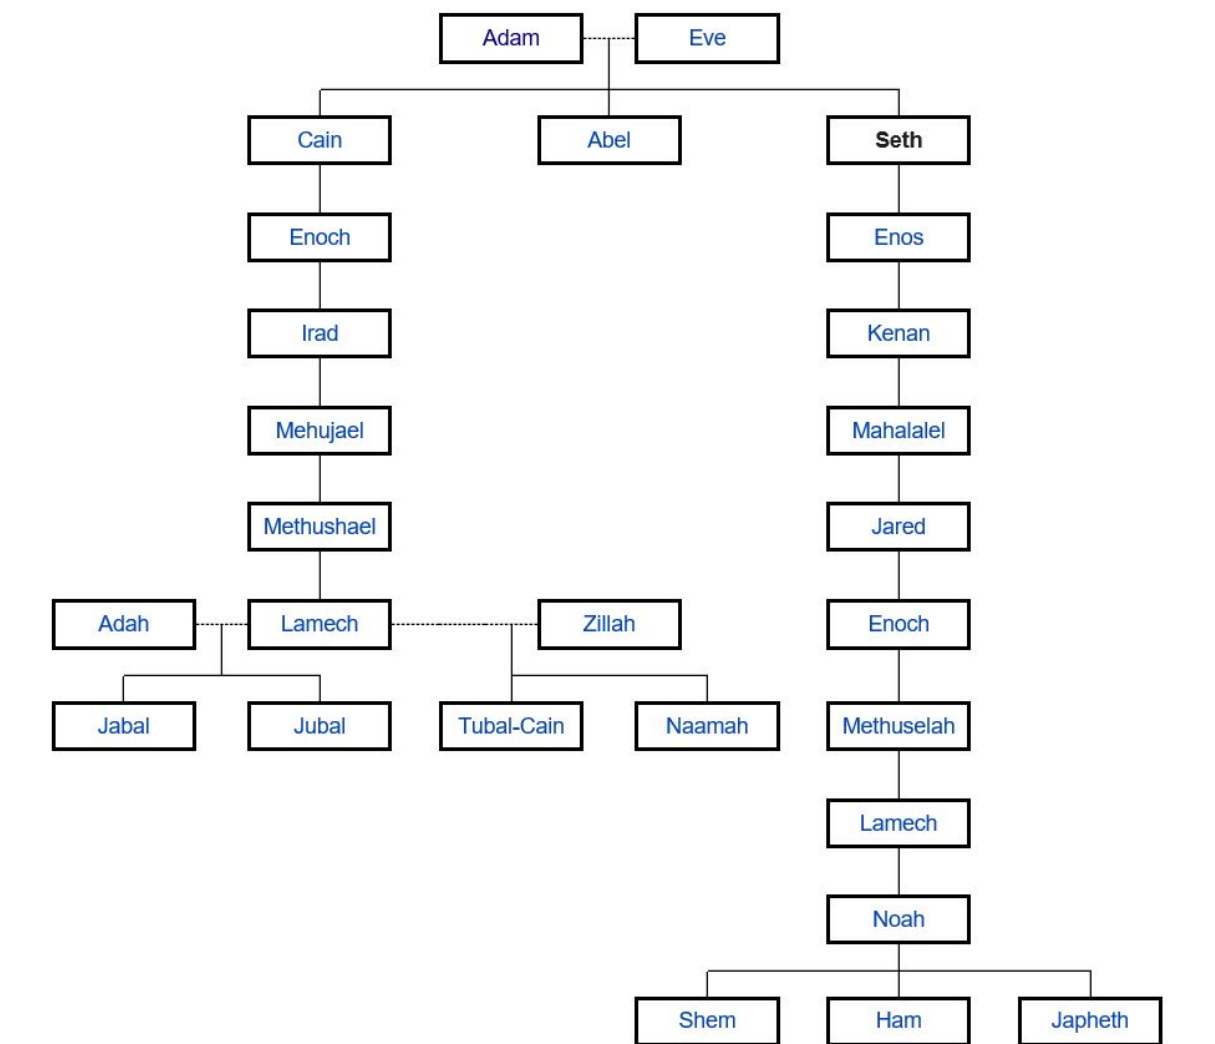 Adam
Eve
Cain
Abel
Seth
Enoch
Enos
Irad
Kenan
Mehujael
Mahalalel
Methushael
Jared
Adah
Lamech
Zillah
Enoch
Jabal
Jubal
Tubal-Cain
Naamah
Methuselah
Lamech
Noah
Shem
Ham
Japheth